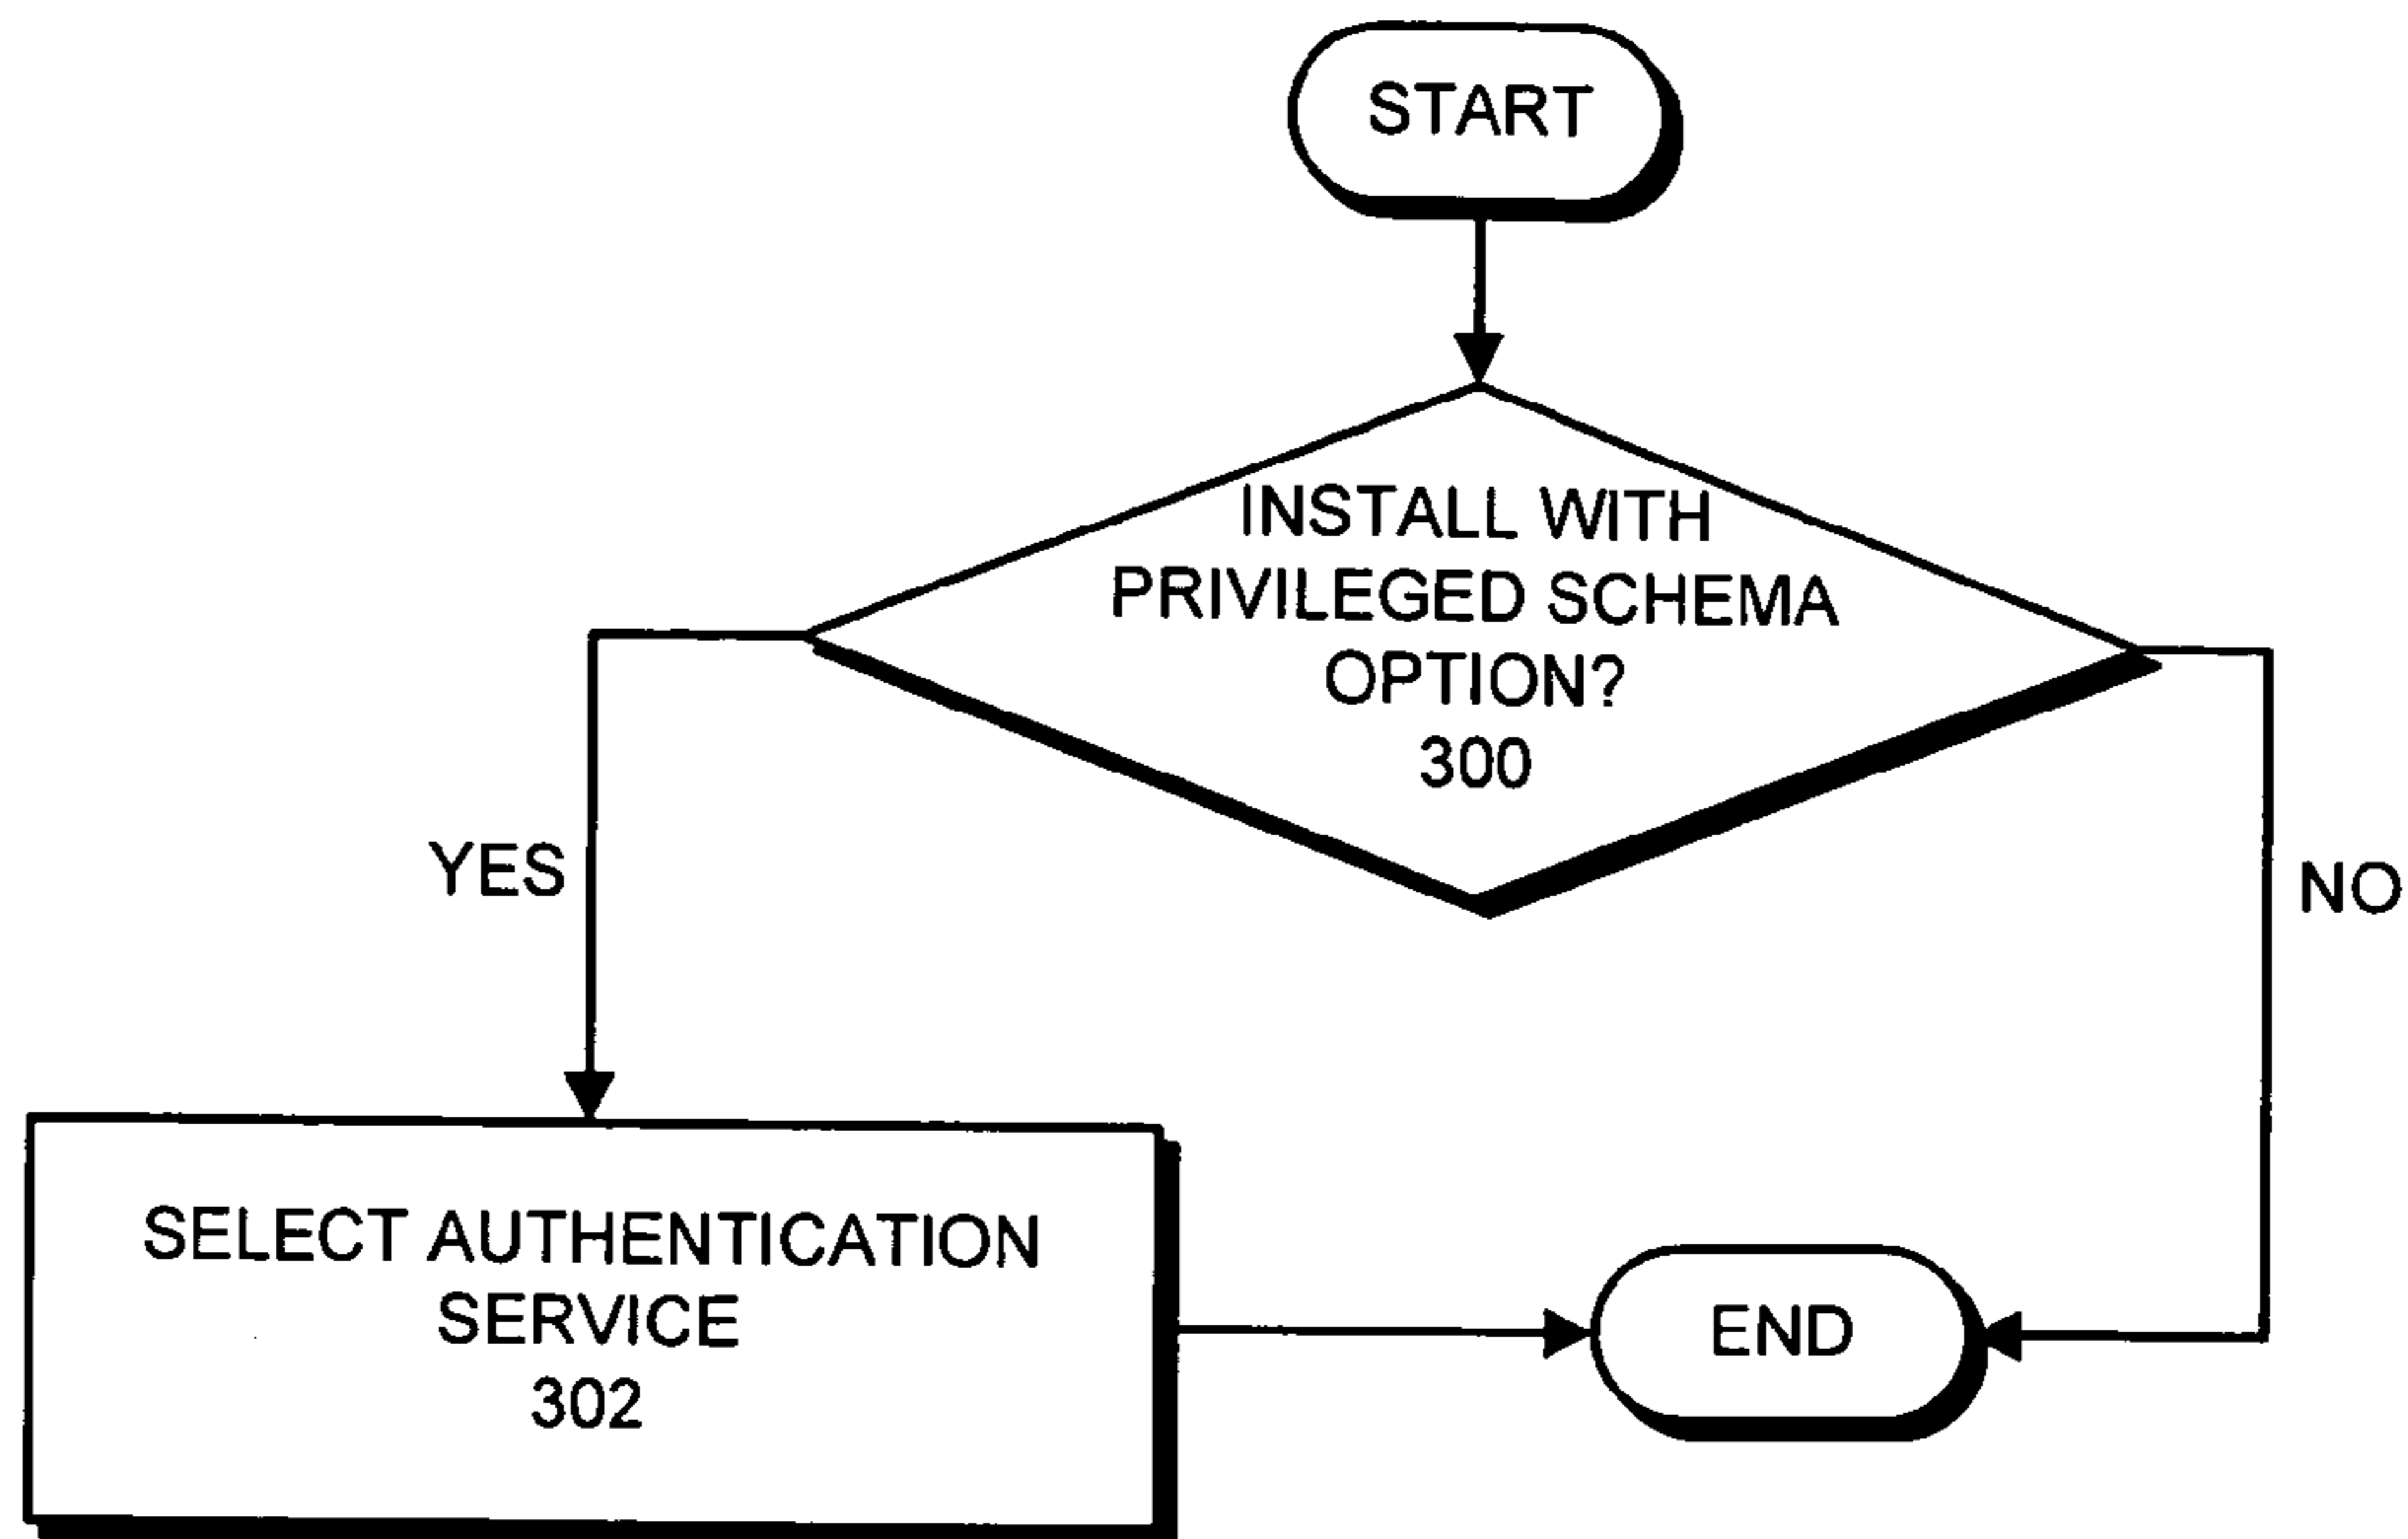 START
INSTALL WITH
PRIVILEGED SCHEMA
OPTION?
300
YES
NO
SELECT AUTHENTICATION
SERVICE
302
END